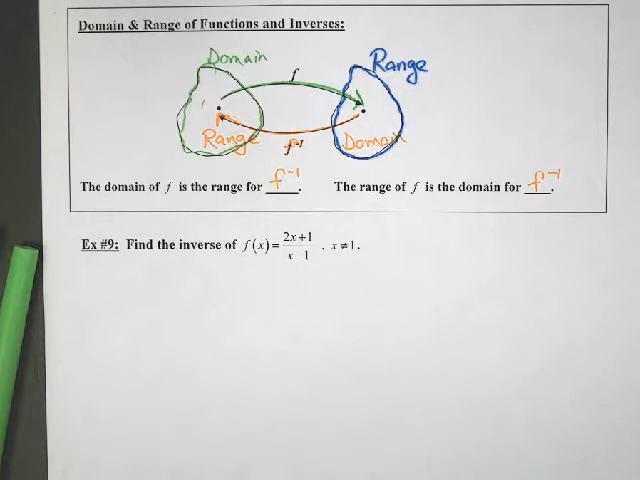 Domain & Range of Functions and Inverses:
Domain f Range
Range f⁻¹ Domain
The domain of f is the range for f⁻¹. The range of f is the domain for f⁻¹.
Ex #9: Find the inverse of f(x) = (2x+1)/(x 1), x ≠ 1.